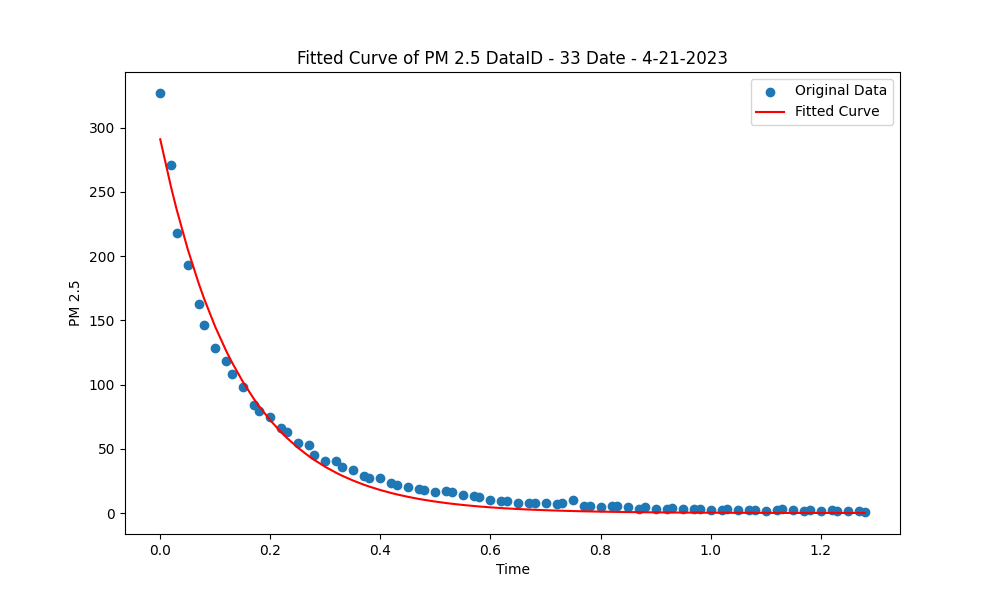 Fitted Curve of PM 2.5 DataID - 33 Date - 4-21-2023
Original Data
Fitted Curve
300
250
200
150
100
50
0
PM 2.5
0.0 0.2 0.4 0.6 0.8 1.0 1.2
Time